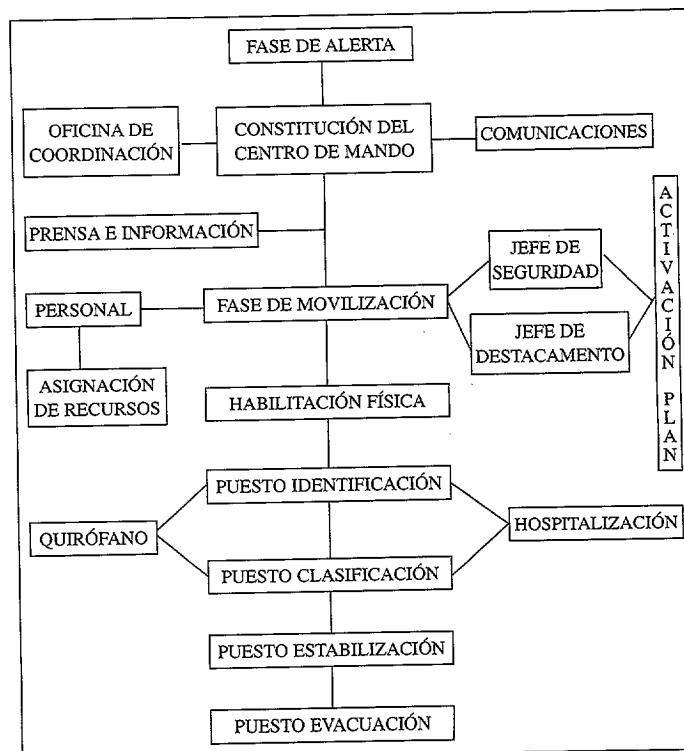 FASE DE ALERTA
OFICINA DE
COORDINACIÓN
CONSTITUCIÓN DEL
CENTRO DE MANDO
COMUNICACIONES
PRENSA E INFORMACIÓN
JEFE DE
SEGURIDAD
PERSONAL
FASE DE MOVILIZACIÓN
JEFE DE
DESTACAMENTO
ACTIVACIÓN PLAN
ASIGNACIÓN
DE RECURSOS
HABILITACIÓN FÍSICA
PUESTO IDENTIFICACIÓN
QUIRÓFANO
HOSPITALIZACIÓN
PUESTO CLASIFICACIÓN
PUESTO ESTABILIZACIÓN
PUESTO EVACUACIÓN